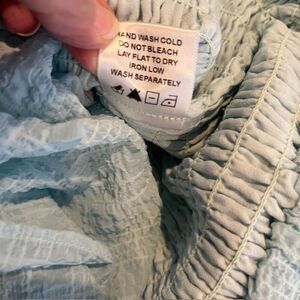 HAND WASH COLD
DO NOT BLEACH
LAY FLAT TO DRY
IRON LOW
WASH SEPARATELY